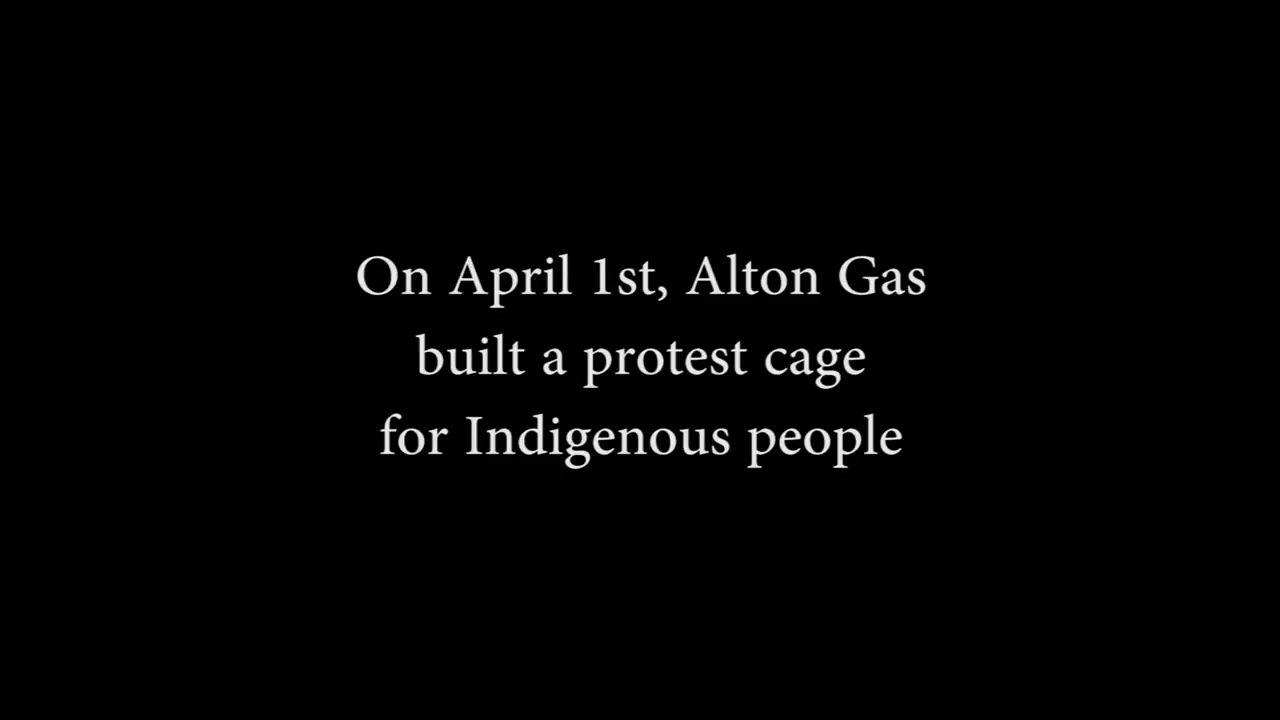 On April 1st, Alton Gas
built a protest cage
for Indigenous people